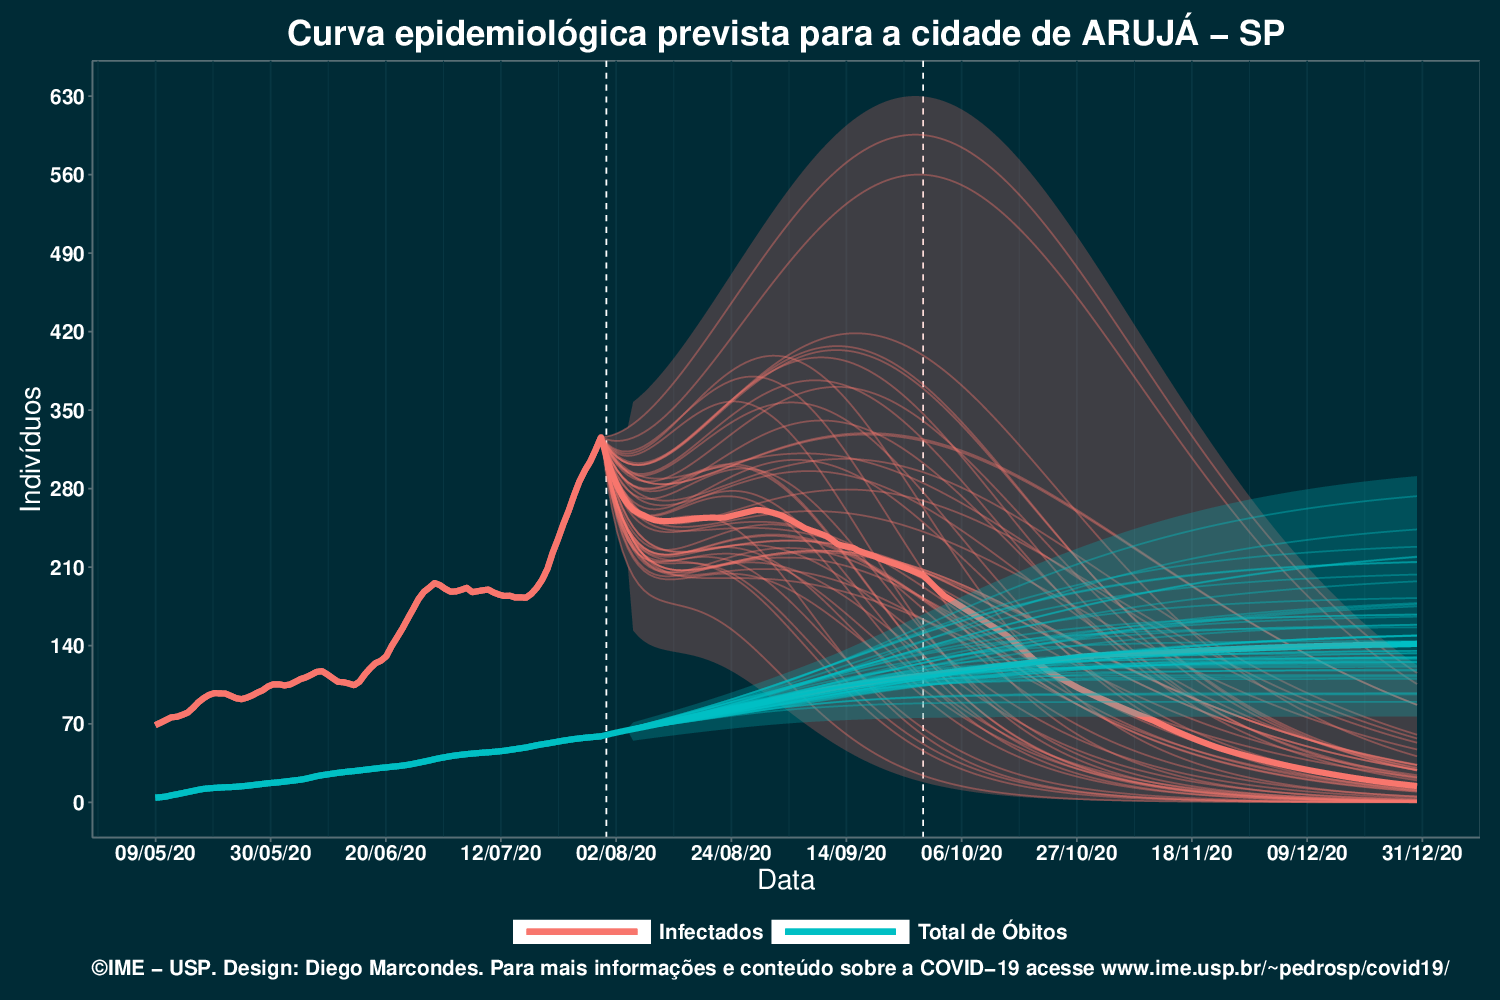 Curva epidemiológica prevista para a cidade de ARUJÁ – SP
630
560
490
420
350
280
210
140
70
0
Indivíduos
09/05/20 30/05/20 20/06/20 12/07/20 02/08/20 24/08/20 14/09/20 06/10/20 27/10/20 18/11/20 09/12/20 31/12/20
Data
Infectados Total de Óbitos
©IME – USP. Design: Diego Marcondes. Para mais informações e conteúdo sobre a COVID–19 acesse www.ime.usp.br/~pedrosp/covid19/